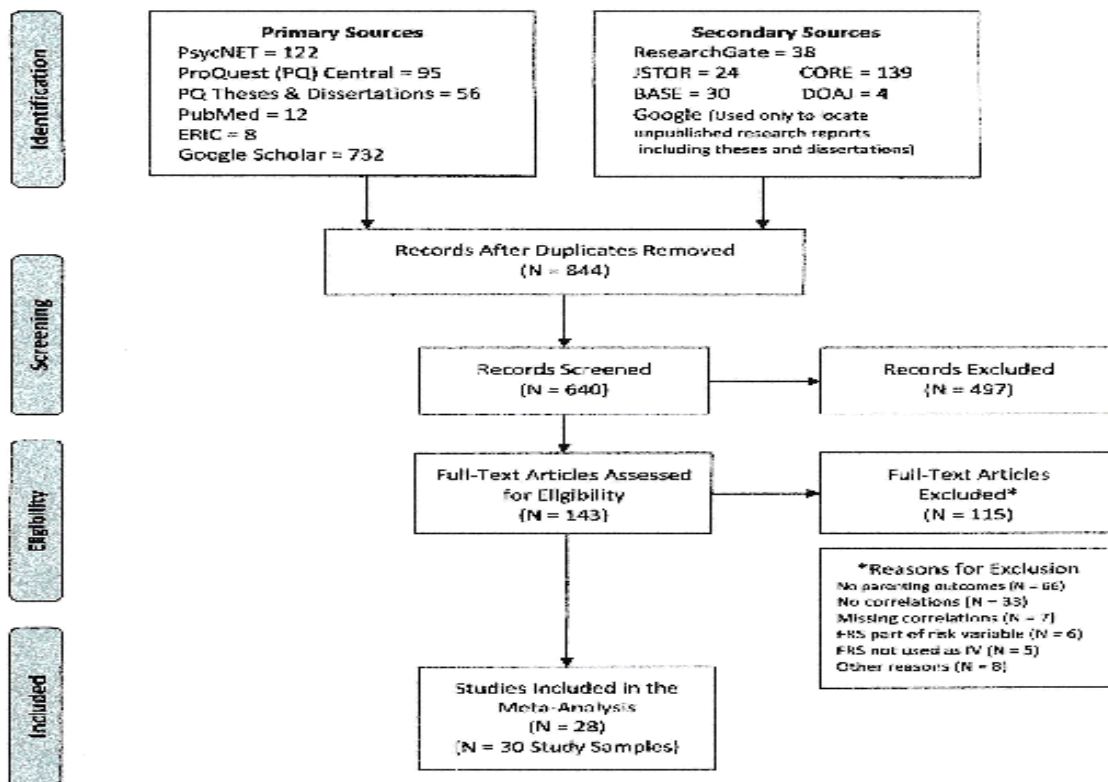 Identification
Primary Sources
PsycNET = 122
ProQuest (PQ) Central = 95
PQ Theses & Dissertations = 56
PubMed = 12
ERIC = 8
Google Scholar = 732
Secondary Sources
ResearchGate = 38
JSTOR = 24 CORE = 139
BASE = 30 DOAJ = 4
Google (Used only to locate
unpublished research reports
including theses and dissertations)
Screening
Records After Duplicates Removed
(N = 844)
Records Screened
(N = 640)
Records Excluded
(N = 497)
Eligibility
Full-Text Articles Assessed
for Eligibility
(N = 143)
Full-Text Articles
Excluded*
(N = 115)
*Reasons for Exclusion
No parenting outcomes (N = 66)
No correlations (N = 33)
Missing correlations (N = 7)
part of risk variable (N = 6)
not used as IV (N = 5)
Other reasons (N = 8)
Included
Studies Included in the
Meta-Analysis
(N = 28)
(N = 30 Study Samples)